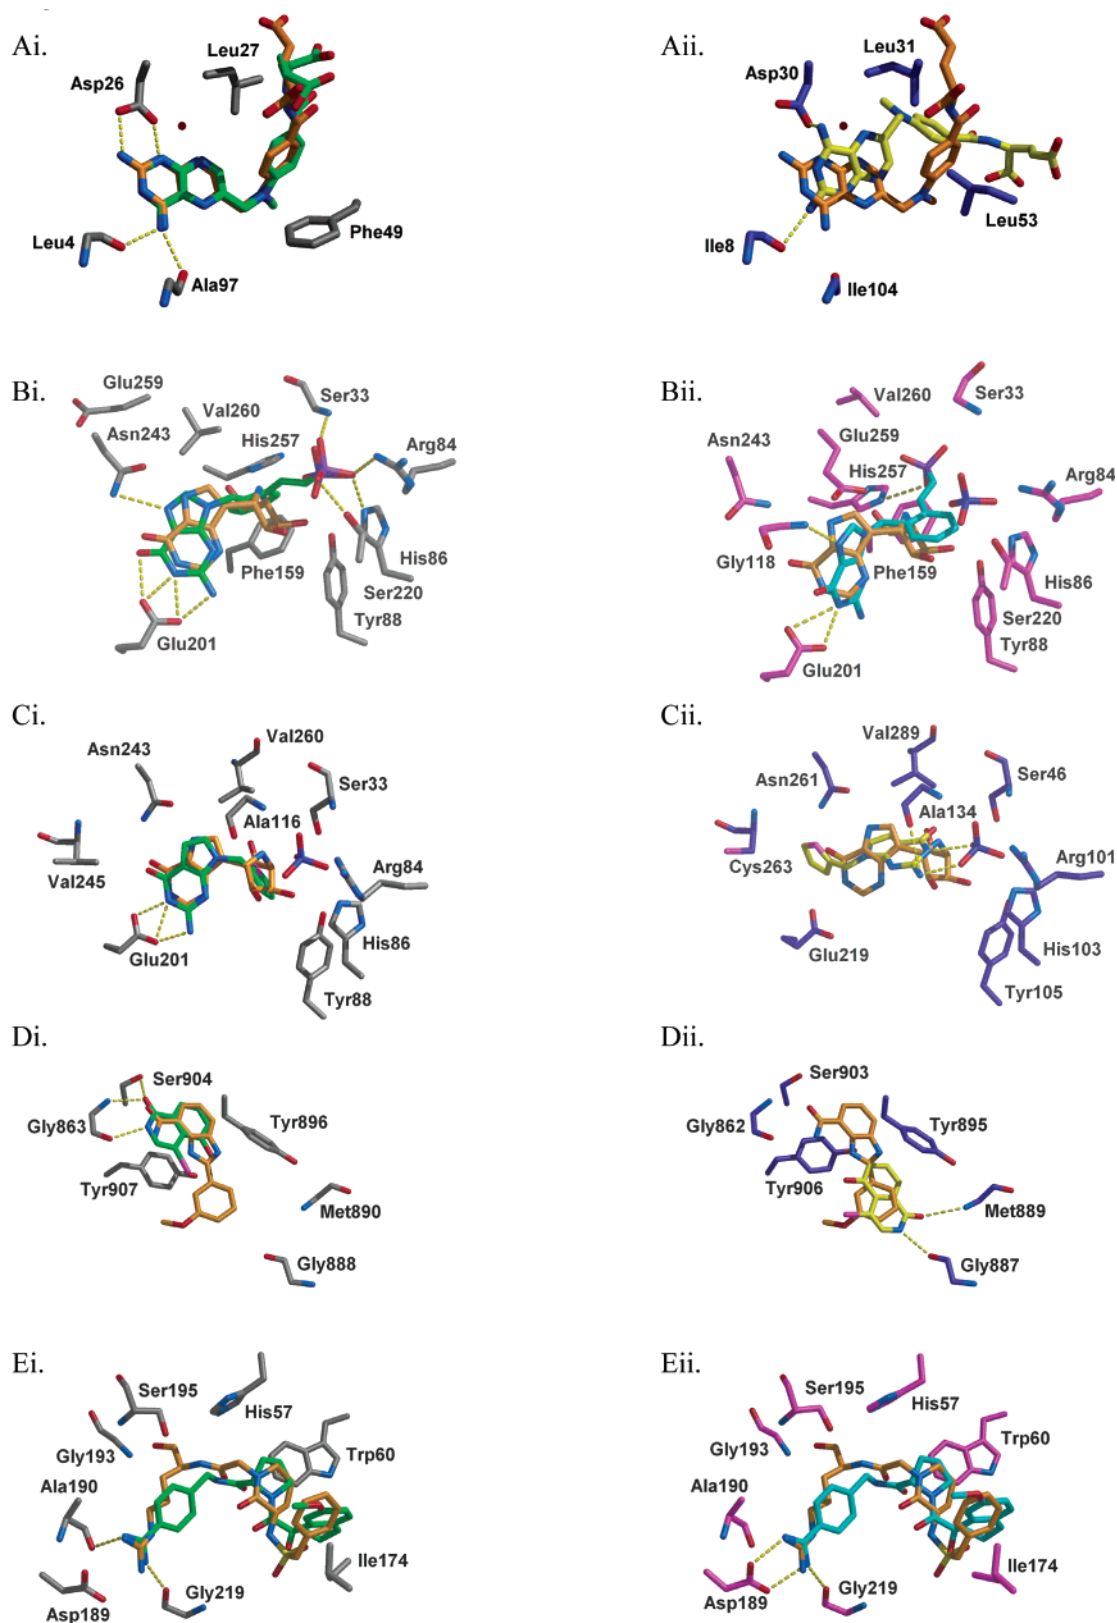 Ai.
Leu27
Asp26
Leu4
Phe49
Ala97
Aii.
Leu31
Asp30
Ile8
Leu53
Ile104
Bi.
Glu259
Ser33
Val260
Asn243
His257
Arg84
Phe159
His86
Ser220
Glu201
Tyr88
Bii.
Val260
Ser33
Asn243
Glu259
His257
Arg84
Gly118
Phe159
His86
Ser220
Glu201
Tyr88
Ci.
Val260
Asn243
Ser33
Ala116
Val245
Arg84
Glu201
His86
Tyr88
Cii.
Val289
Asn261
Ser46
Ala134
Cys263
Arg101
Glu219
His103
Tyr105
Di.
Ser904
Gly863
Tyr896
Tyr907
Met890
Gly888
Dii.
Ser903
Gly862
Tyr895
Tyr906
Met889
Gly887
Ei.
Ser195
His57
Gly193
Trp60
Ala190
Ile174
Gly219
Asp189
Eii.
Ser195
His57
Gly193
Trp60
Ala190
Ile174
Gly219
Asp189